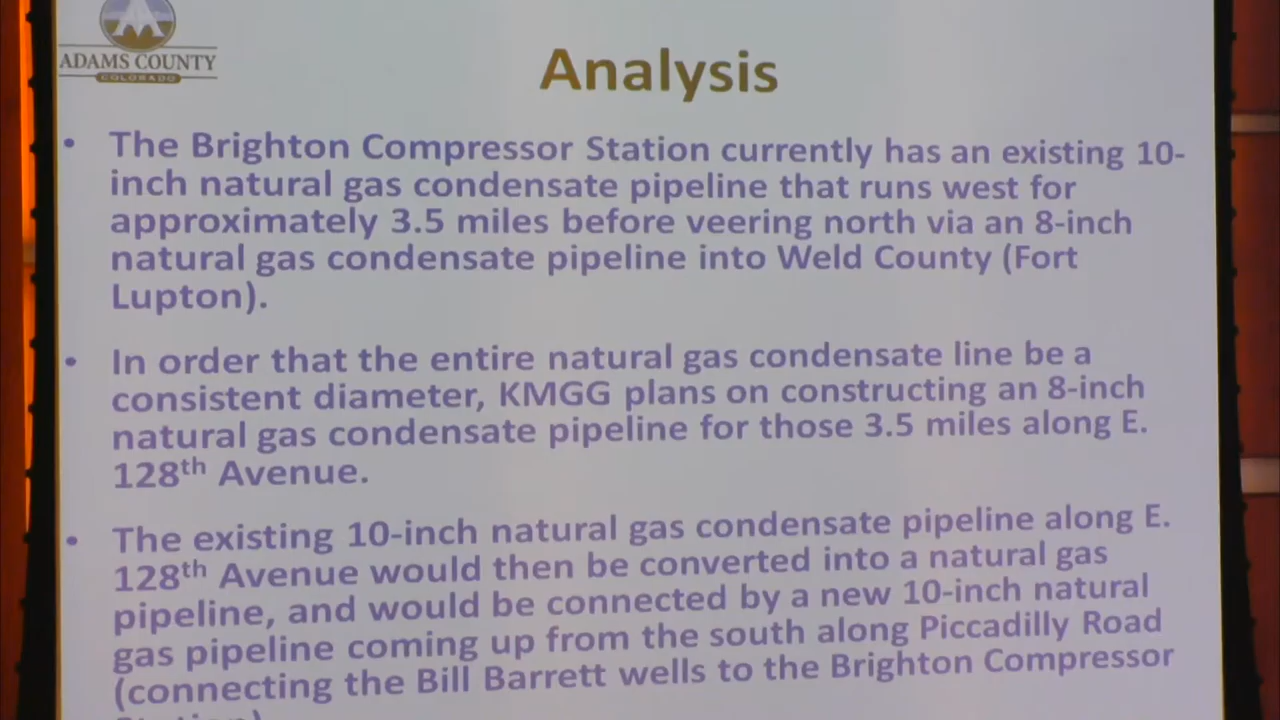 ADAMS COUNTY
COLORADO
Analysis
• The Brighton Compressor Station currently has an existing 10-
inch natural gas condensate pipeline that runs west for
approximately 3.5 miles before veering north via an 8-inch
natural gas condensate pipeline into Weld County (Fort
Lupton).
• In order that the entire natural gas condensate line be a
consistent diameter, KMGG plans on constructing an 8-inch
natural gas condensate pipeline for those 3.5 miles along E.
128th Avenue.
• The existing 10-inch natural gas condensate pipeline along E.
128th Avenue would then be converted into a natural gas
pipeline, and would be connected by a new 10-inch natural
gas pipeline coming up from the south along Piccadilly Road
(connecting the Bill Barrett wells to the Brighton Compressor
Station)